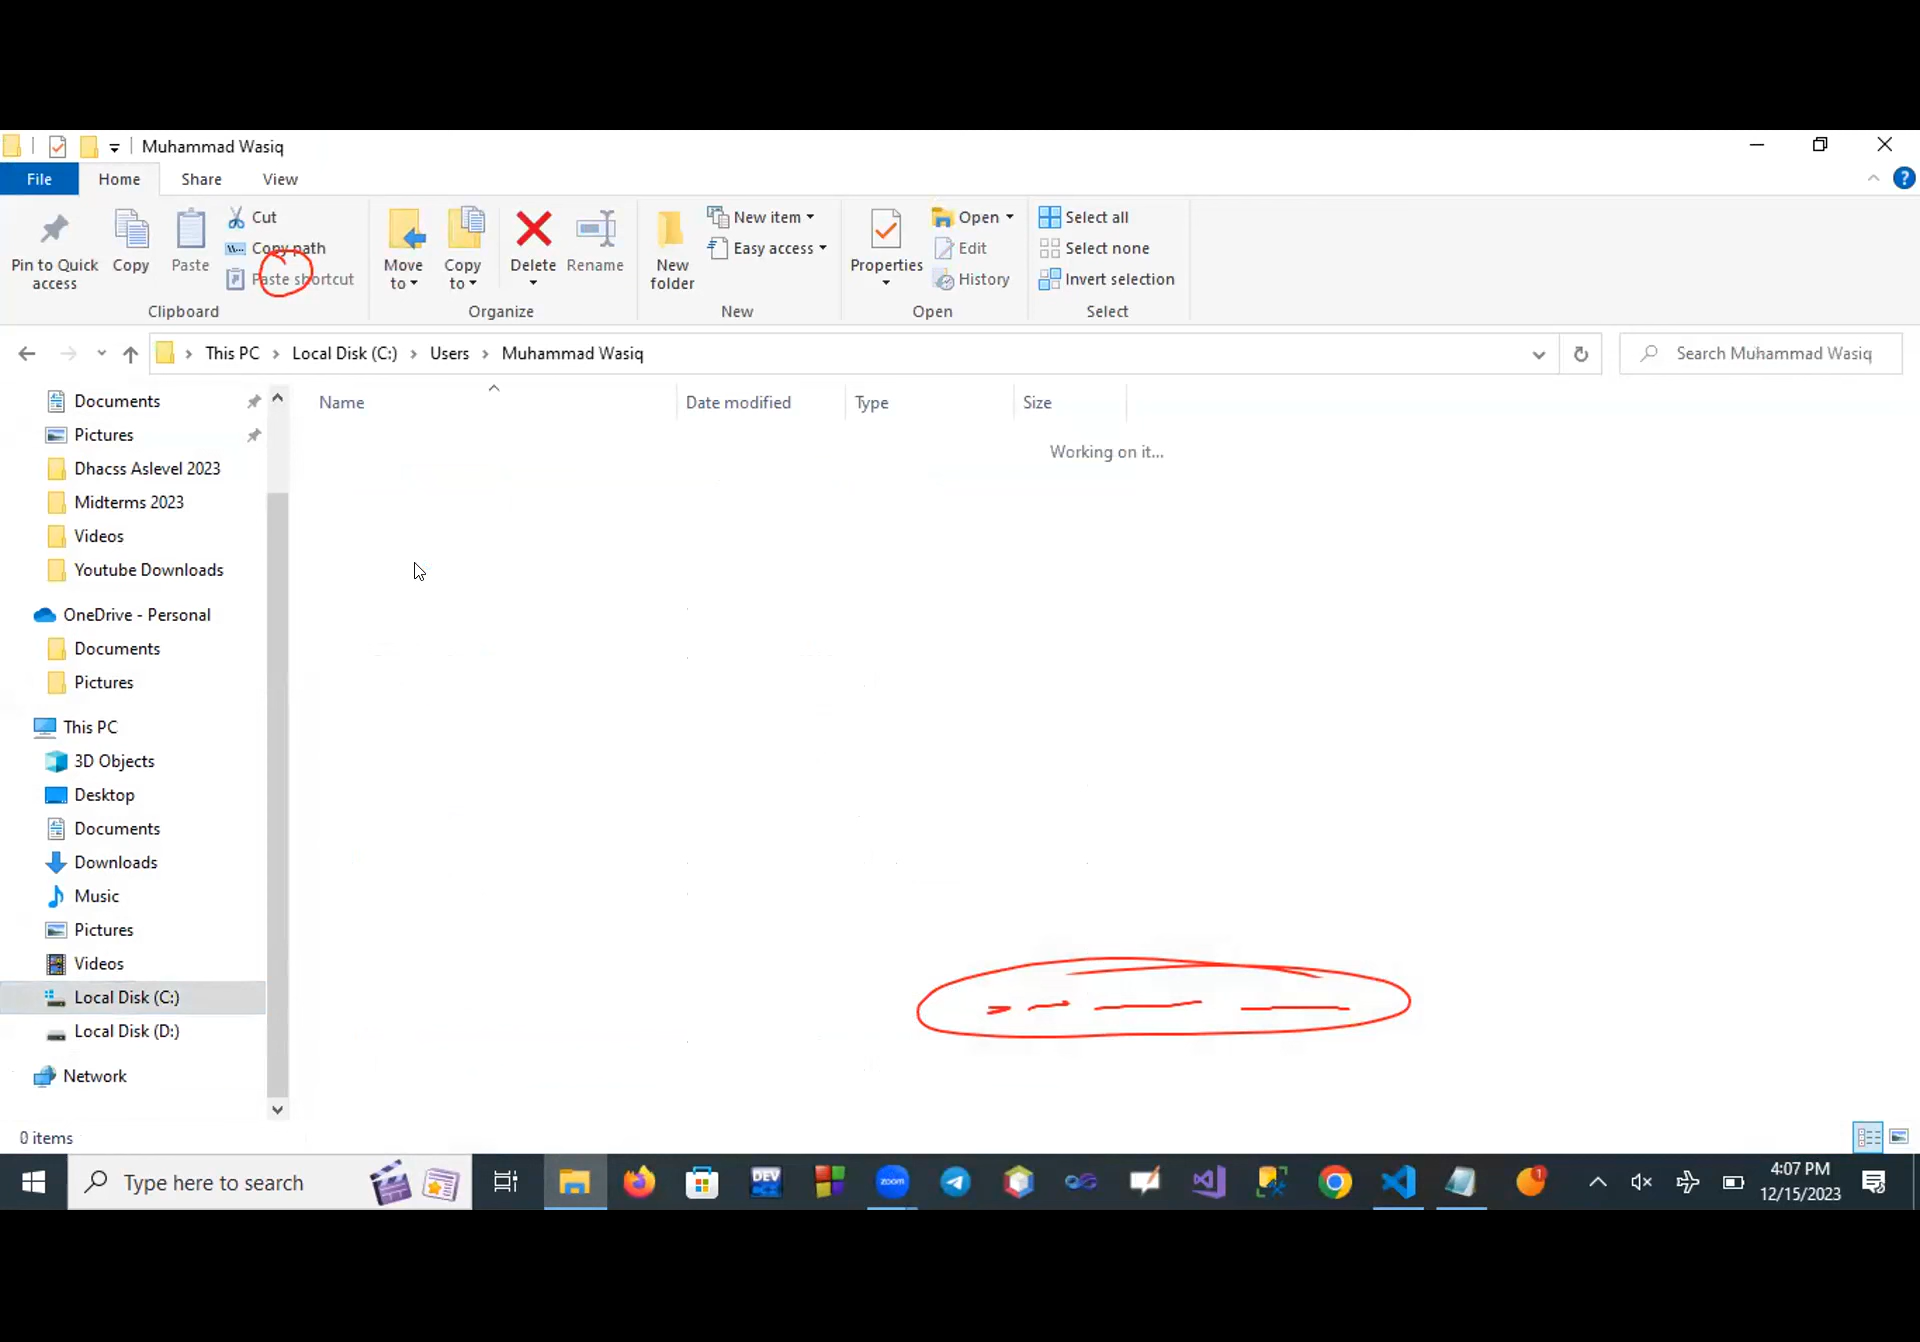 Muhammad Wasiq
File Home Share View
Pin to Quick access
Copy
Paste
Cut
Copy path
Paste shortcut
Clipboard
Move to
Copy to
Delete
Rename
Organize
New folder
New item
Easy access
New
Properties
Open
Edit
History
Open
Select all
Select none
Invert selection
Select
This PC > Local Disk (C:) > Users > Muhammad Wasiq
Search Muhammad Wasiq
Name Date modified Type Size
Working on it...
Documents
Pictures
Dhacss Aslevel 2023
Midterms 2023
Videos
Youtube Downloads
OneDrive - Personal
Documents
Pictures
This PC
3D Objects
Desktop
Documents
Downloads
Music
Pictures
Videos
Local Disk (C:)
Local Disk (D:)
Network
0 items
Type here to search
DEV
zoom
1
4:07 PM
12/15/2023